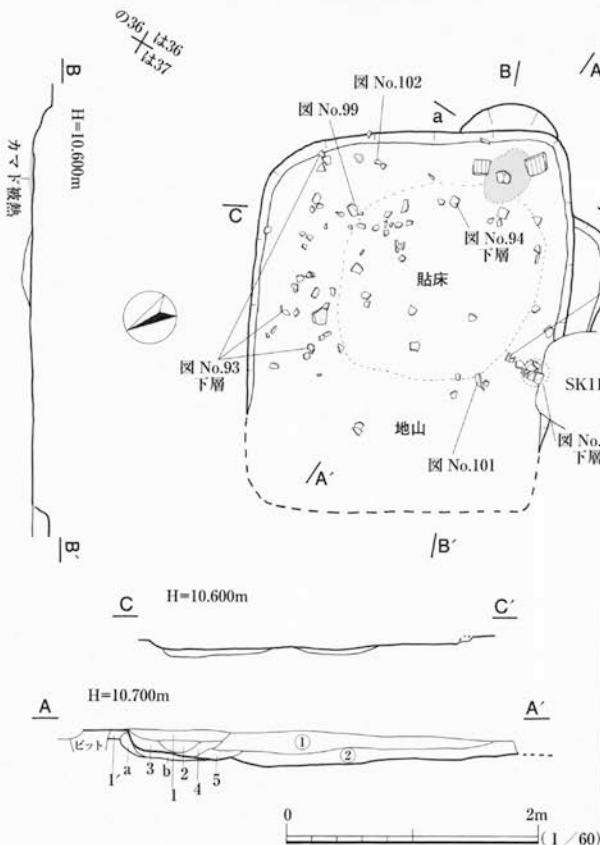 の36 は36
は37
B
H=10.600m
カマド被熱
B′
図 No.102
図 No.99
a
B
A
C
図 No.94
下層
貼床
図 No.93
下層
地山
SK11
図 No.
下層
図 No.101
A′
B′
C
H=10.600m
C′
A
H=10.700m
A′
ピット
1′ a 3 b 2 4 5
1
①
②
0 2m
(1/60)